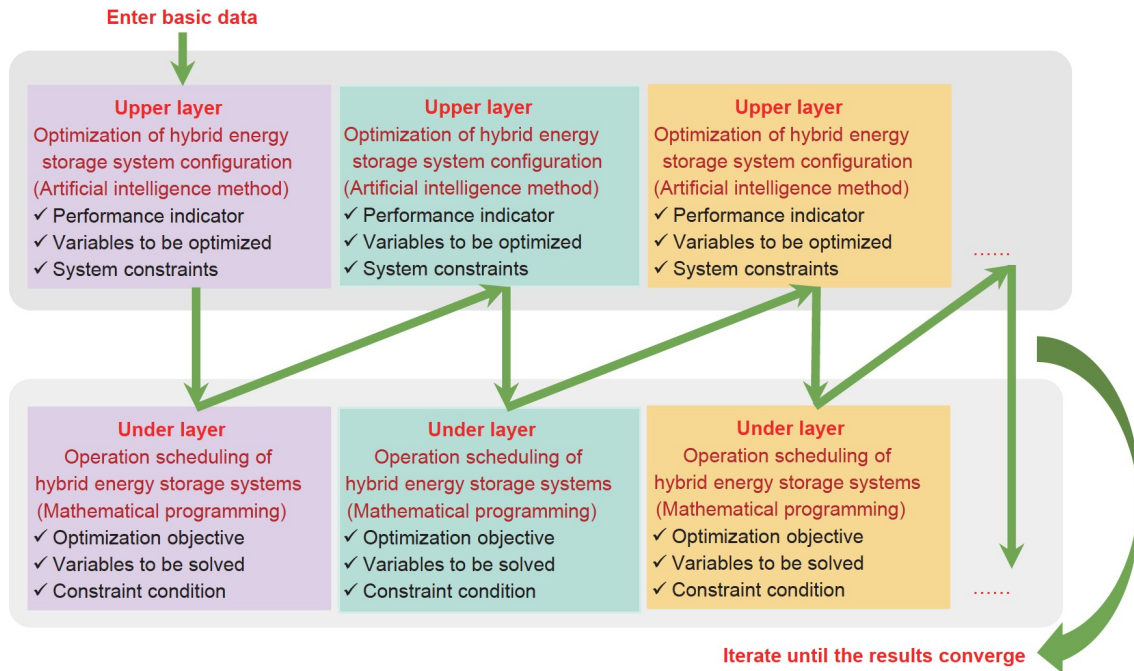 Enter basic data
Upper layer
Optimization of hybrid energy
storage system configuration
(Artificial intelligence method)
✓ Performance indicator
✓ Variables to be optimized
✓ System constraints
Upper layer
Optimization of hybrid energy
storage system configuration
(Artificial intelligence method)
✓ Performance indicator
✓ Variables to be optimized
✓ System constraints
Upper layer
Optimization of hybrid energy
storage system configuration
(Artificial intelligence method)
✓ Performance indicator
✓ Variables to be optimized
✓ System constraints
......
Under layer
Operation scheduling of
hybrid energy storage systems
(Mathematical programming)
✓ Optimization objective
✓ Variables to be solved
✓ Constraint condition
Under layer
Operation scheduling of
hybrid energy storage systems
(Mathematical programming)
✓ Optimization objective
✓ Variables to be solved
✓ Constraint condition
Under layer
Operation scheduling of
hybrid energy storage systems
(Mathematical programming)
✓ Optimization objective
✓ Variables to be solved
✓ Constraint condition
......
Iterate until the results converge